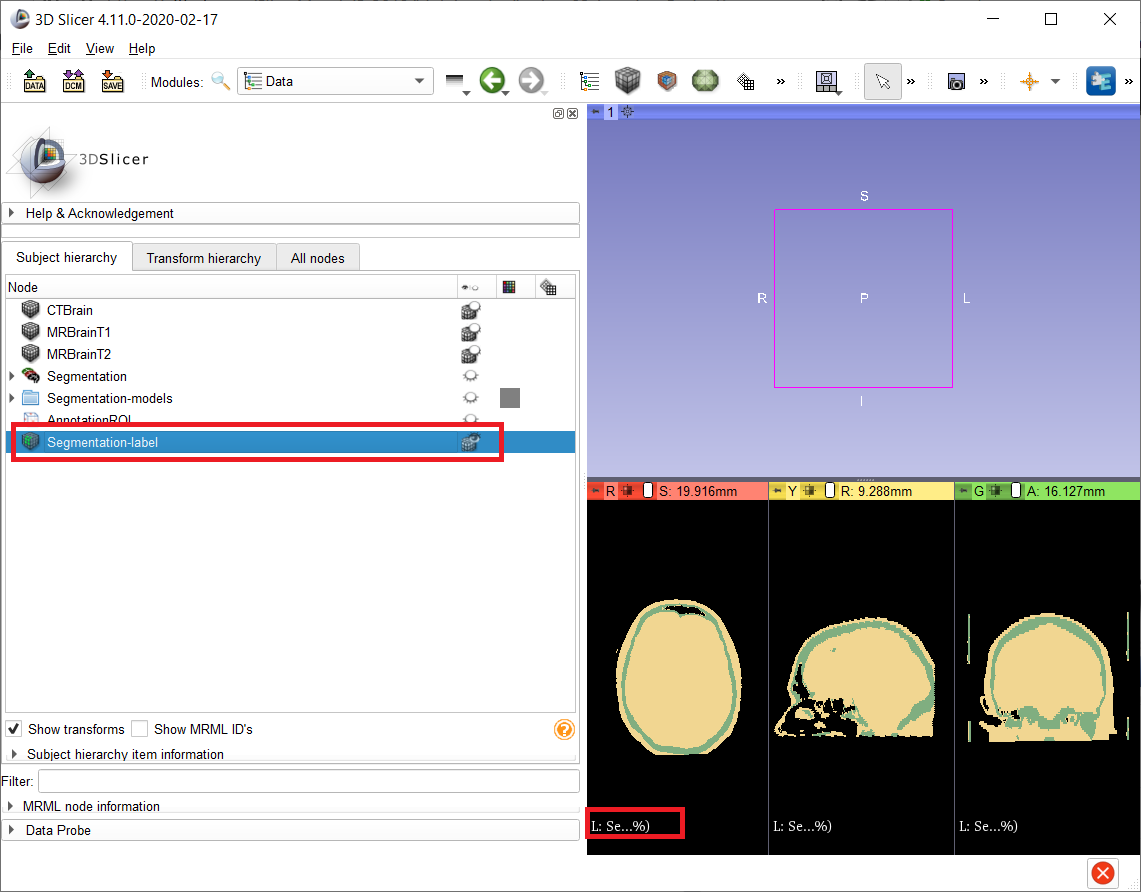 3D Slicer 4.11.0-2020-02-17
File Edit View Help
DATA DCM SAVE Modules: Data
3DSlicer
Help & Acknowledgement
Subject hierarchy Transform hierarchy All nodes
Node
CTBrain
MRBrainT1
MRBrainT2
Segmentation
Segmentation-models
AnnotationROI
Segmentation-label
Show transforms Show MRML ID's
Subject hierarchy item information
Filter:
MRML node information
Data Probe
1
S
R P L
I
R S: 19.916mm Y R: 9.288mm G A: 16.127mm
L: Se...%) L: Se...%) L: Se...%)